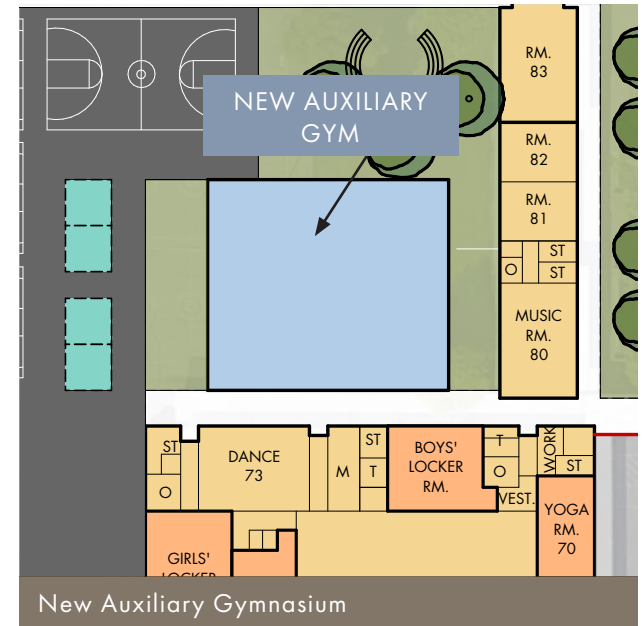 RM.
83
NEW AUXILIARY
GYM
RM.
82
RM.
81
ST
O
ST
MUSIC
RM.
80
ST
O
DANCE
73
M
ST
T
BOYS'
LOCKER
RM.
T
O
VEST.
WORK
ST
YOGA
RM.
70
GIRLS'
LOCKER
New Auxiliary Gymnasium